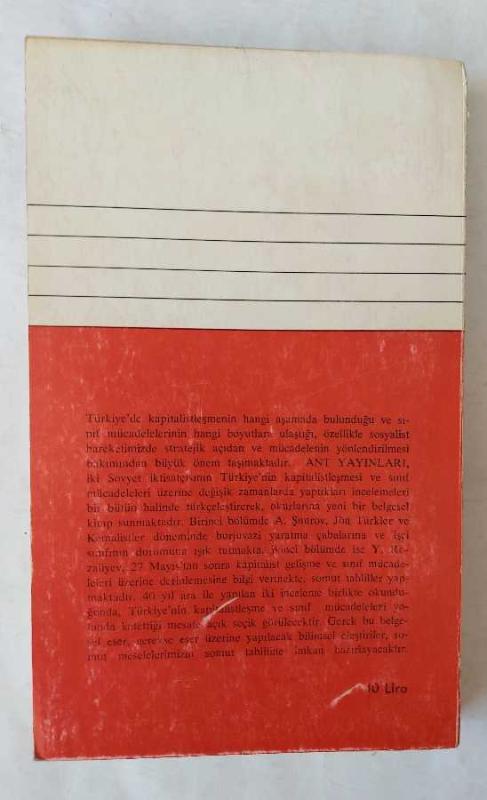 Türkiye'de kapitalistleşmenin hangi aşamada bulunduğu ve sı-
nıf mücadelelerinin hangi boyutlara ulaştığı, özellikle sosyalist
hareketimizde stratejik açıdan ve mücadelenin yönlendirilmesi
bakımından büyük önem taşımaktadır. ANT YAYINLARI,
iki Sovyet iktisatçısının Türkiye'nin kapitalistleşmesi ve sınıf
mücadeleleri üzerine değişik zamanlarda yaptıkları incelemeleri
bir bütün halinde türkçeleştirerek, okurlarına yeni bir belgesel
kitap sunmaktadır. Birinci bölümde A. Şnurov, Jön Türkler ve
Kemalistler döneminde burjuvazi yaratma çabalarına ve işçi
sınıfının durumuna ışık tutmakta, ikinci bölümde ise Y. Ro-
zaliyev, 27 Mayıs'tan sonra kapitalist gelişme ve sınıf mücade-
leleri üzerine derinlemesine bilgi vermekte, somut tahliller yap-
maktadır. 40 yıl ara ile yapılan iki inceleme birlikte okundu-
ğunda, Türkiye'nin kapitalistleşme ve sınıf mücadeleleri yo-
lunda katettiği mesafe açık seçik görülecektir. Gerek bu belge-
sel eser, gerekse eser üzerine yapılacak bilimsel eleştiriler, so-
mut meselelerimizin somut tahliline imkan hazırlayacaktır.
10 Lira